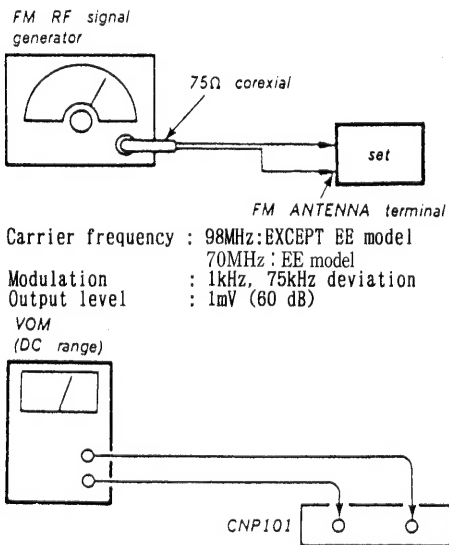 FM RF signal
generator
75Ω corexial
set
FM ANTENNA terminal
Carrier frequency : 98MHz:EXCEPT EE model
70MHz : EE model
Modulation : 1kHz, 75kHz deviation
Output level : 1mV (60 dB)
VOM
(DC range)
CNP101